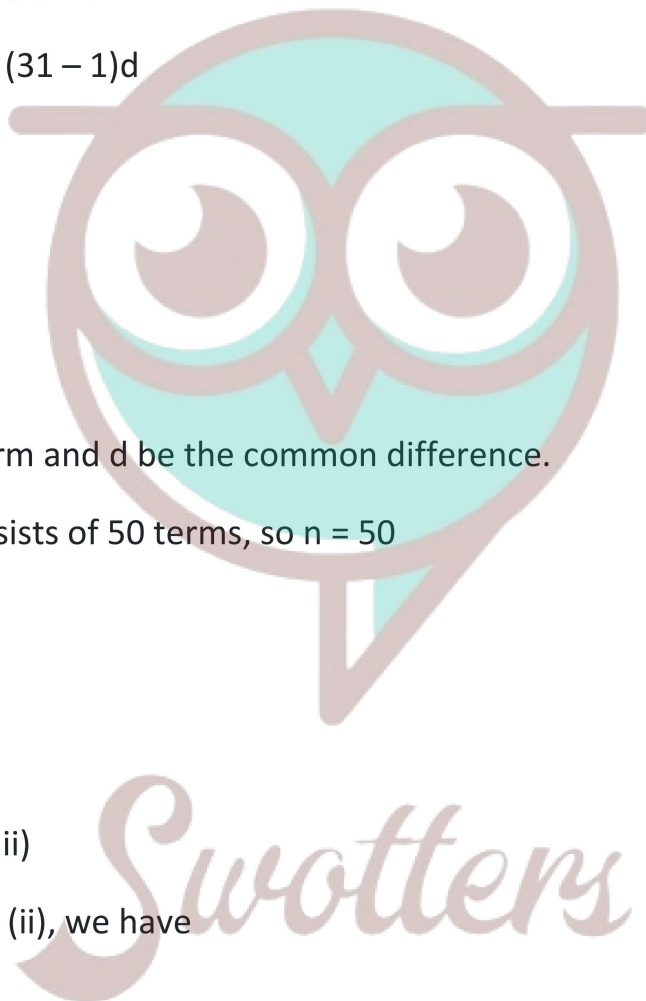 (31 – 1)d
rm and d be the common difference.
sists of 50 terms, so n = 50
ii)
(ii), we have
Swotters